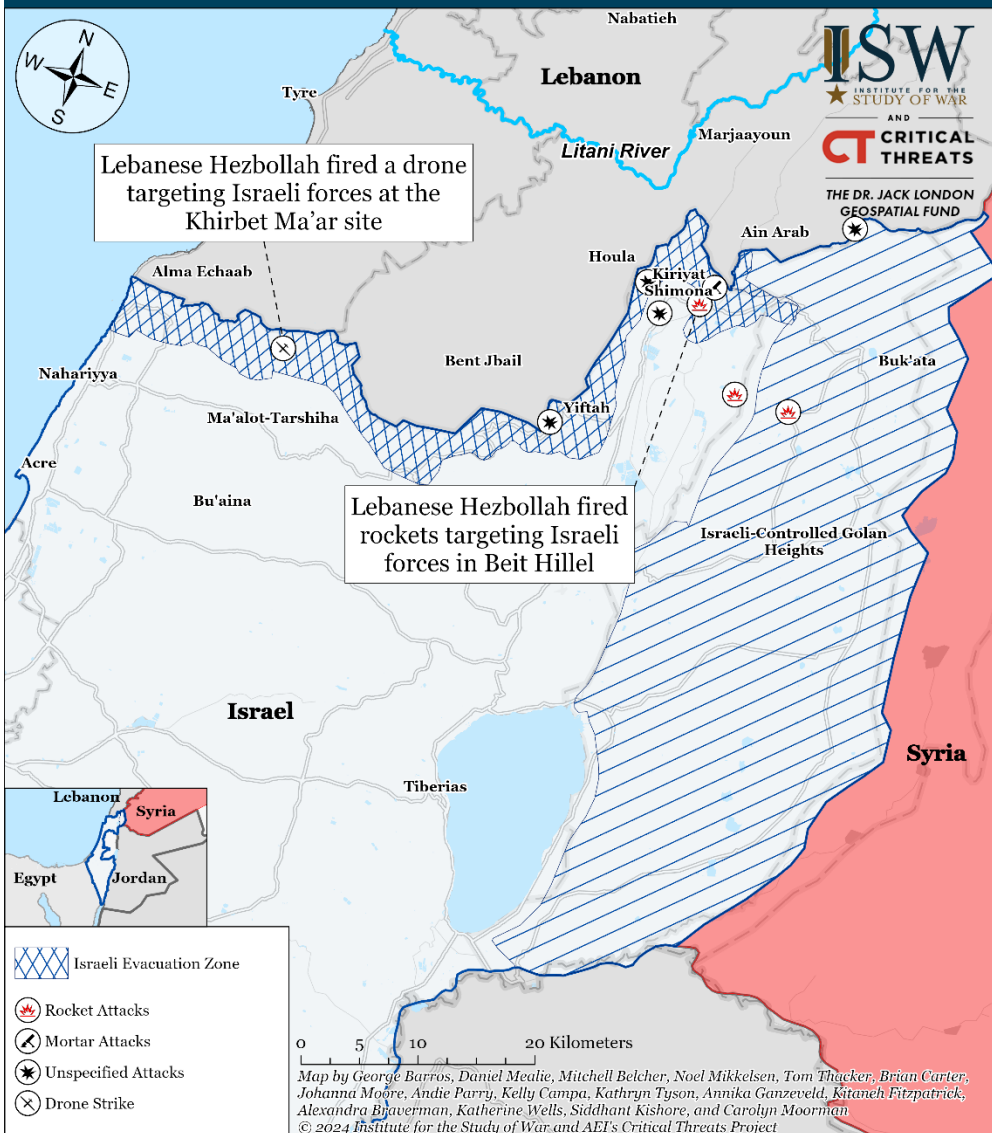 Nabatieh
N
W
E
S
Lebanon
ISW
INSTITUTE FOR THE
STUDY OF WAR
AND
CT CRITICAL
THREATS
THE DR. JACK LONDON
GEOSPATIAL FUND
Tyre
Marjaayoun
Litani River
Lebanese Hezbollah fired a drone
targeting Israeli forces at the
Khirbet Ma'ar site
Ain Arab
Houla
Alma Echaab
Kiriyat
Shimona
Bent Jbail
Buk'ata
Nahariyya
Ma'alot-Tarshiha
Yiftah
Acre
Bu'aina
Lebanese Hezbollah fired
rockets targeting Israeli
forces in Beit Hillel
Israeli-Controlled Golan
Heights
Israel
Syria
Tiberias
Lebanon
Syria
Egypt
Jordan
Israeli Evacuation Zone
Rocket Attacks
Mortar Attacks
Unspecified Attacks
Drone Strike
0 5 10 20 Kilometers
Map by George Barros, Daniel Mealie, Mitchell Belcher, Noel Mikkelsen, Tom Thacker, Brian Carter,
Johanna Moore, Andie Parry, Kelly Campa, Kathryn Tyson, Annika Ganzeveld, Kitaneh Fitzpatrick,
Alexandra Braverman, Katherine Wells, Siddhant Kishore, and Carolyn Moorman
© 2024 Institute for the Study of War and AEI's Critical Threats Project